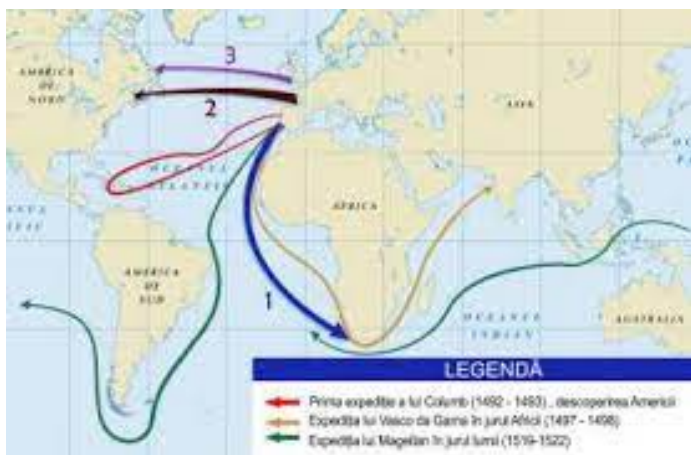 3
AMERICA
DE
NORD
2
ASIA
OCEANUL
ATLANTIC
AFRICA
AMERICA
DE
SUD
1
OCEANUL
INDIAN
AUSTRALIA
LEGENDĂ
Prima expediție a lui Columb (1492 - 1493), descoperirea Americii
Expediția lui Vasco da Gama în jurul Africii (1497 - 1498)
Expediția lui Magellan în jurul lumii (1519-1522)